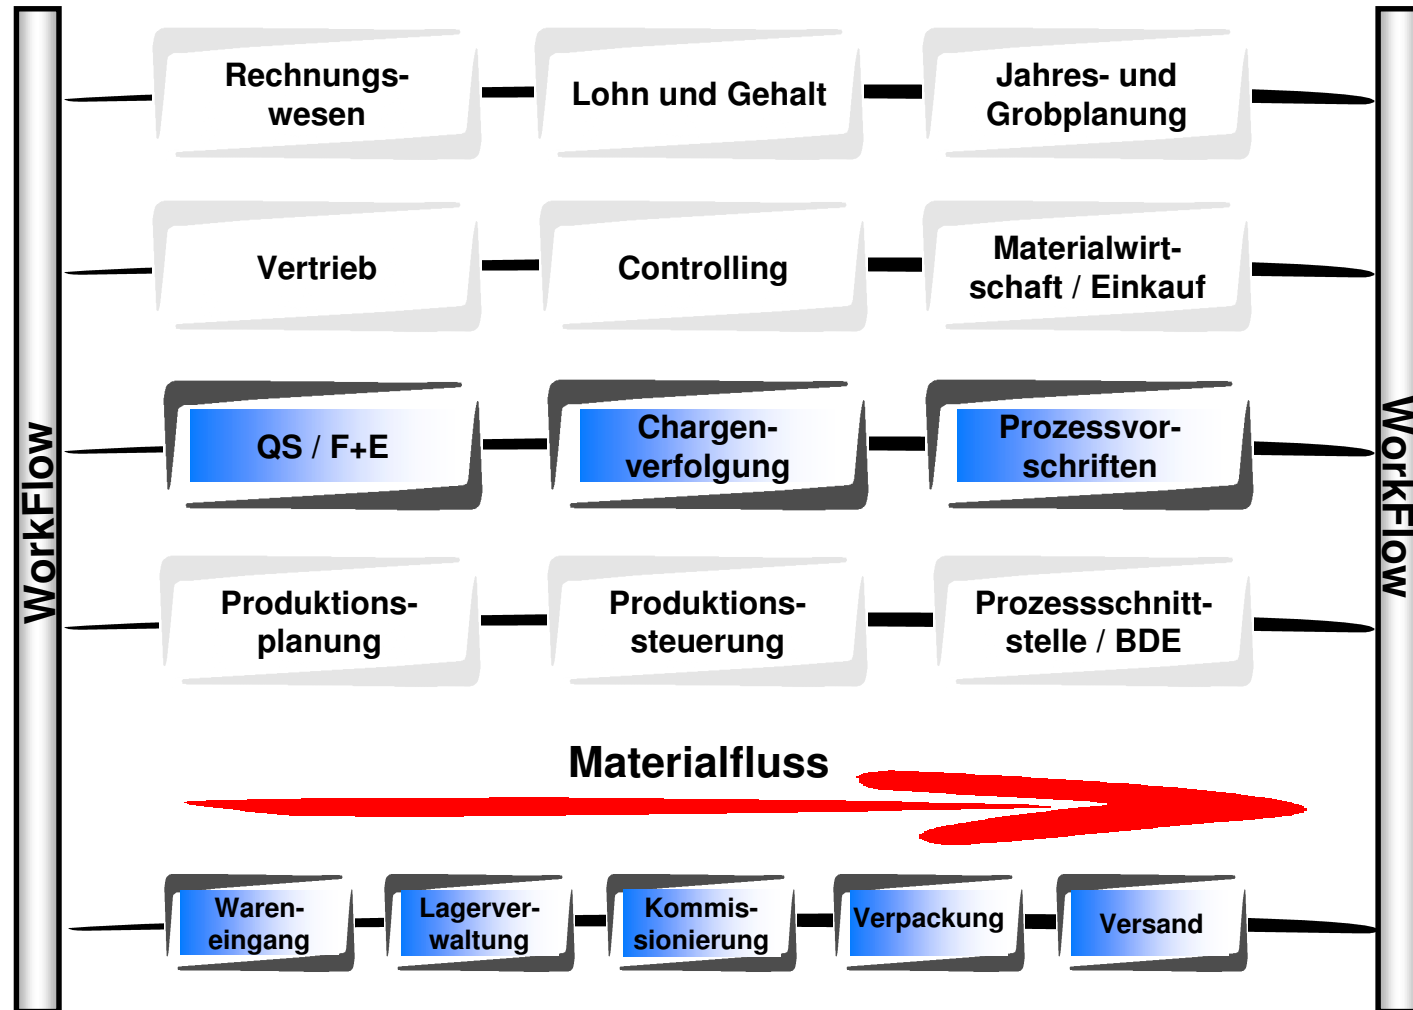 WorkFlow
Rechnungs-
wesen
Lohn und Gehalt
Jahres- und
Grobplanung
Vertrieb
Controlling
Materialwirt-
schaft / Einkauf
QS / F+E
Chargen-
verfolgung
Prozessvor-
schriften
Produktions-
planung
Produktions-
steuerung
Prozessschnitt-
stelle / BDE
Materialfluss
Waren-
eingang
Lagerver-
waltung
Kommis-
sionierung
Verpackung
Versand
WorkFlow